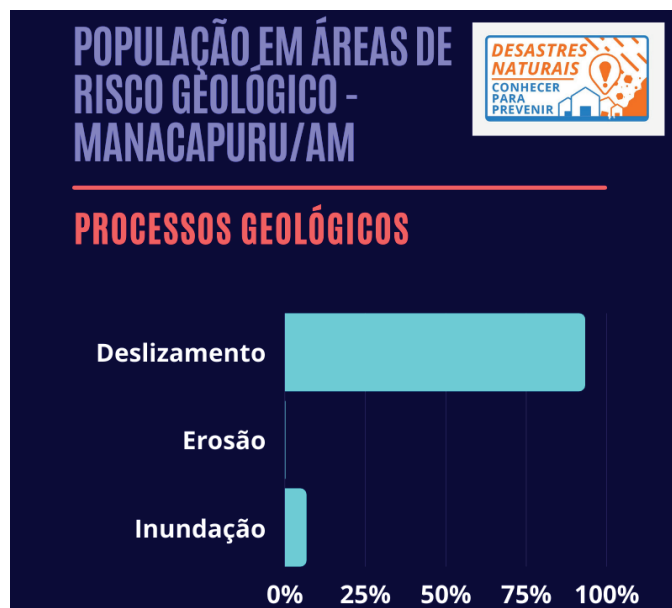 POPULAÇÃO EM ÁREAS DE
RISCO GEOLÓGICO -
MANACAPURU/AM
DESASTRES
NATURAIS
CONHECER
PARA
PREVENIR
PROCESSOS GEOLÓGICOS
Deslizamento
Erosão
Inundação
0% 25% 50% 75% 100%